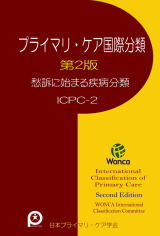 プライマリ・ケア国際分類
第2版
愁訴に始まる疾病分類
ICPC-2
Wonca
International
Classification of
Primary Care
Second Edition
WONCA International
Classification Committee
日本プライマリ・ケア学会